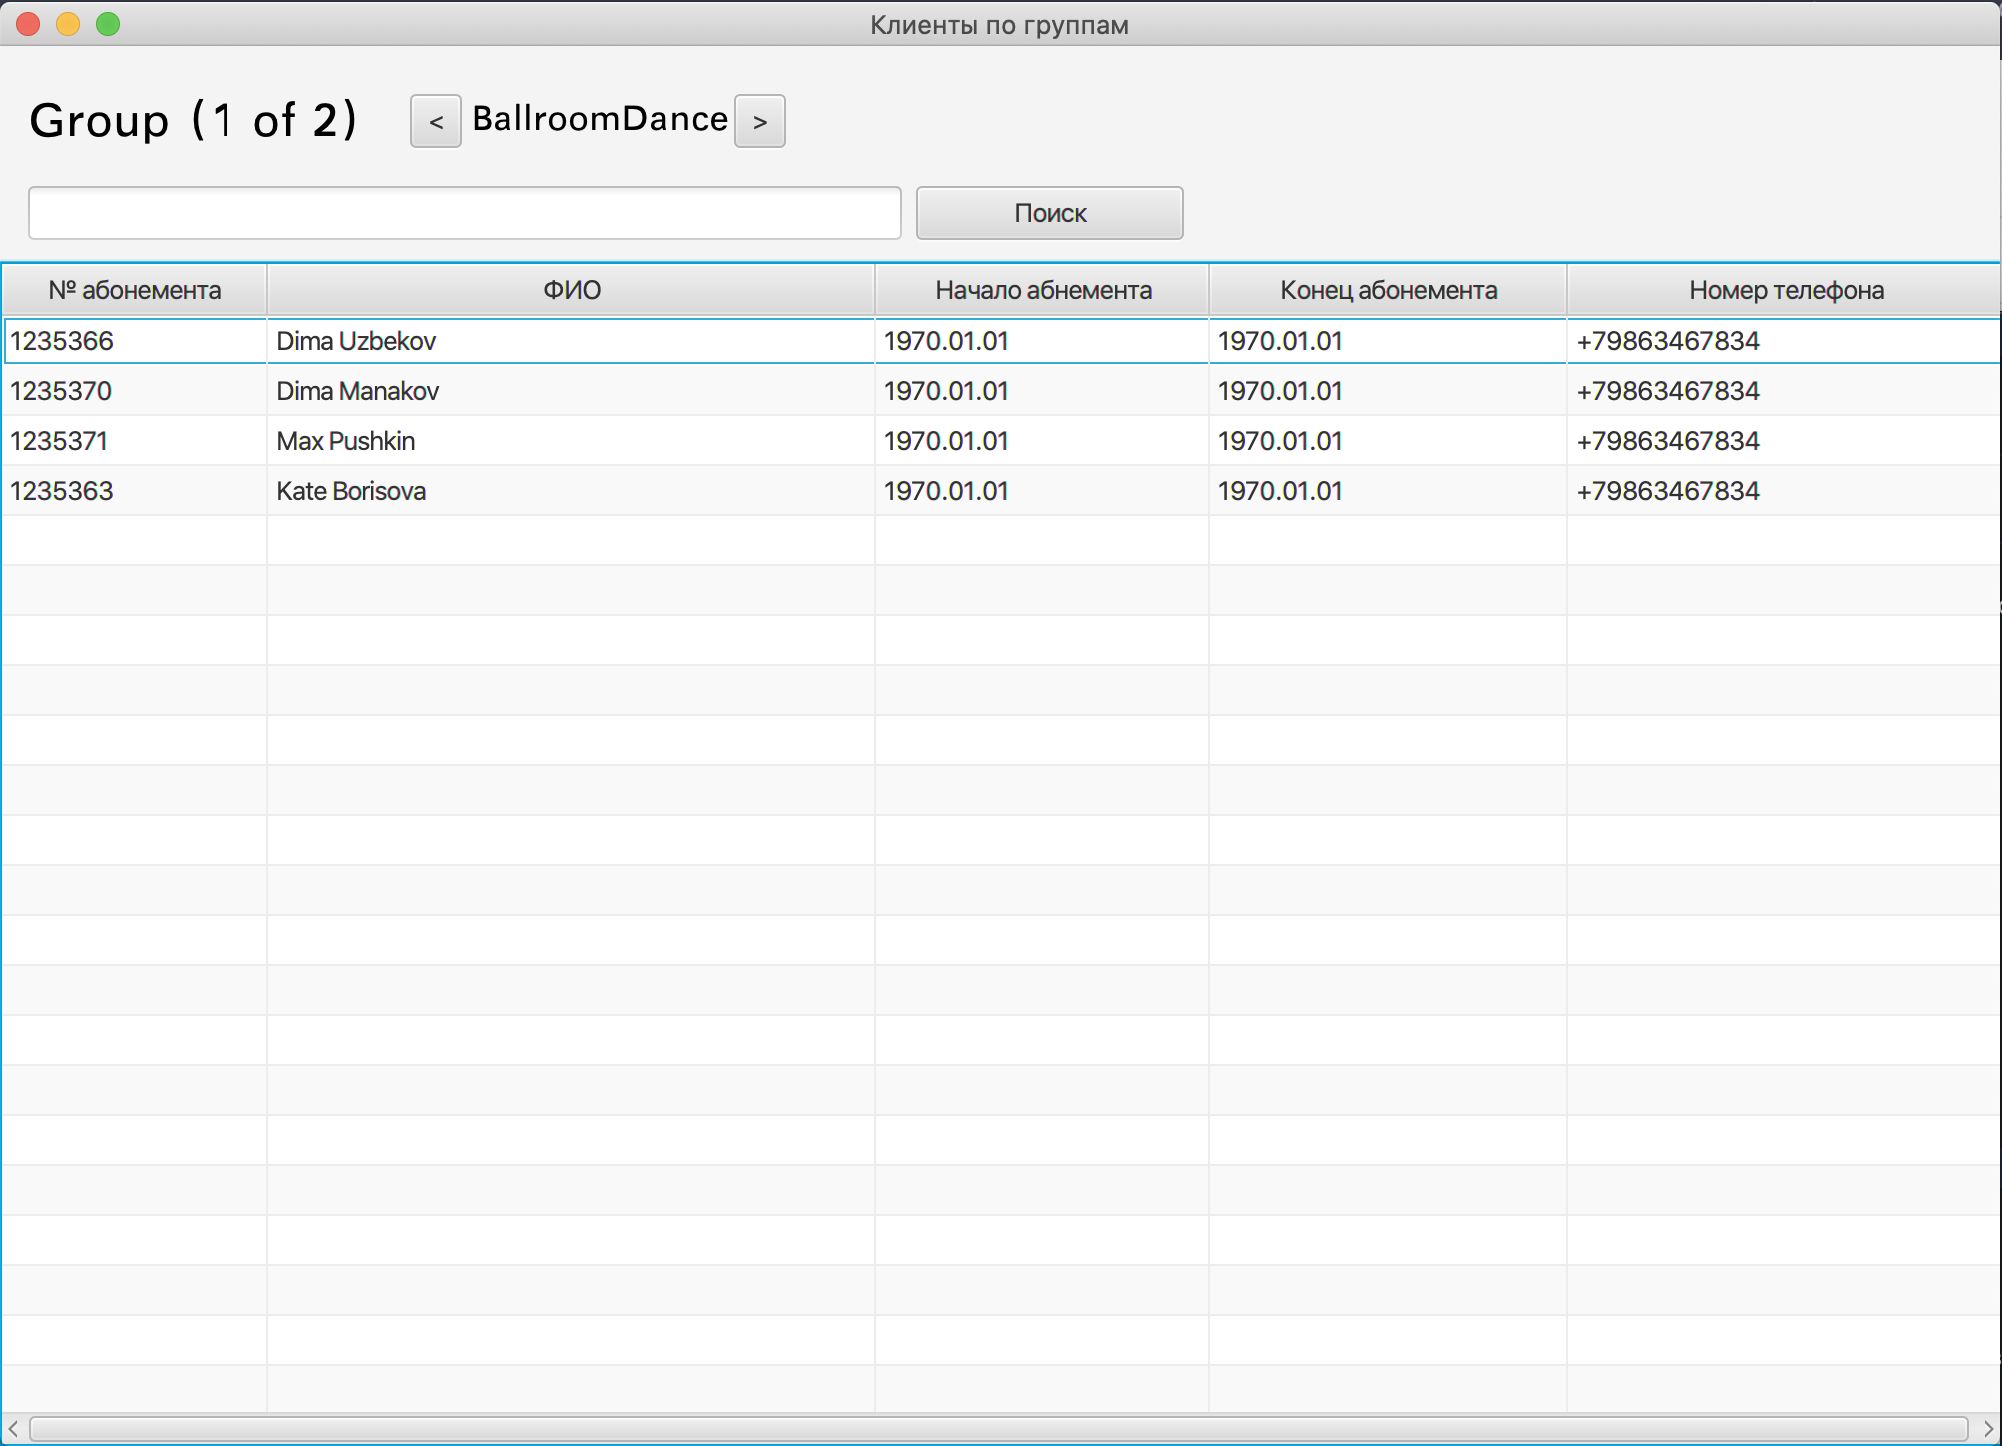 Клиенты по группам
Group (1 of 2) < BallroomDance >
Поиск
№ абонемента ФИО Начало абнемента Конец абонемента Номер телефона
1235366 Dima Uzbekov 1970.01.01 1970.01.01 +79863467834
1235370 Dima Manakov 1970.01.01 1970.01.01 +79863467834
1235371 Max Pushkin 1970.01.01 1970.01.01 +79863467834
1235363 Kate Borisova 1970.01.01 1970.01.01 +79863467834